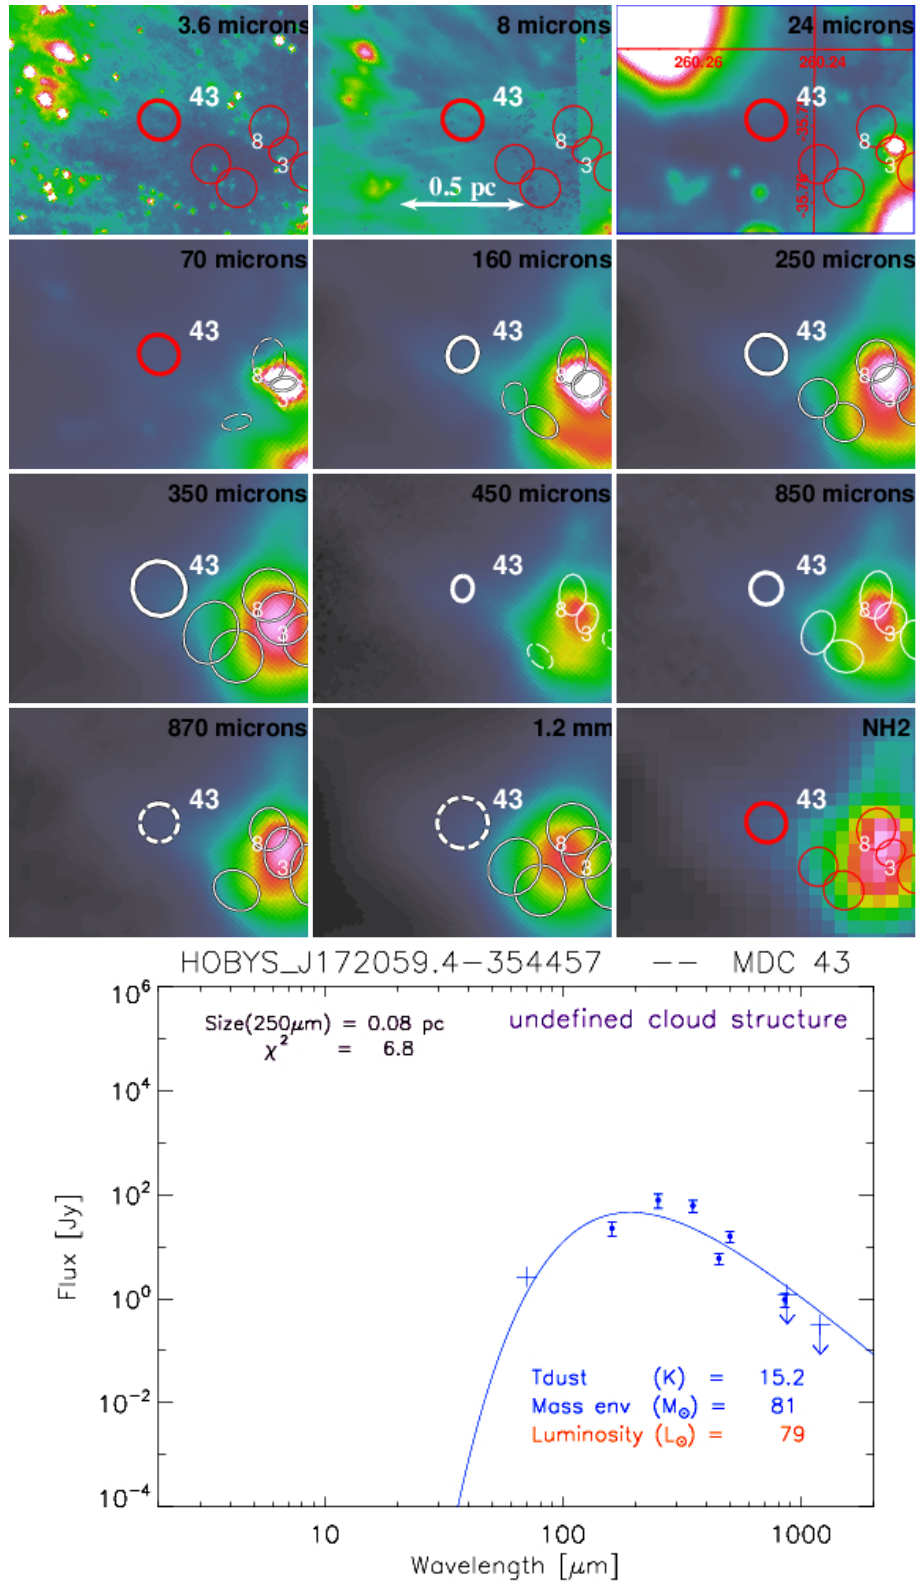 3.6 microns
43
8
3
8 microns
43
8
3
0.5 pc
24 microns
260.26
260.24
43
8
3
70 microns
43
8
160 microns
43
8
250 microns
43
8
3
350 microns
43
8
3
450 microns
43
8
3
850 microns
43
8
3
870 microns
43
8
3
1.2 mm
43
8
3
NH2
43
8
3
HOBYS_J172059.4-354457 -- MDC 43
Size(250μm) = 0.08 pc
χ² = 6.8
undefined cloud structure
10⁶
10⁴
10²
10⁰
10⁻²
10⁻⁴
Flux [Jy]
Tdust (K) = 15.2
Mass env (M⊙) = 81
Luminosity (L⊙) = 79
10
100
1000
Wavelength [μm]